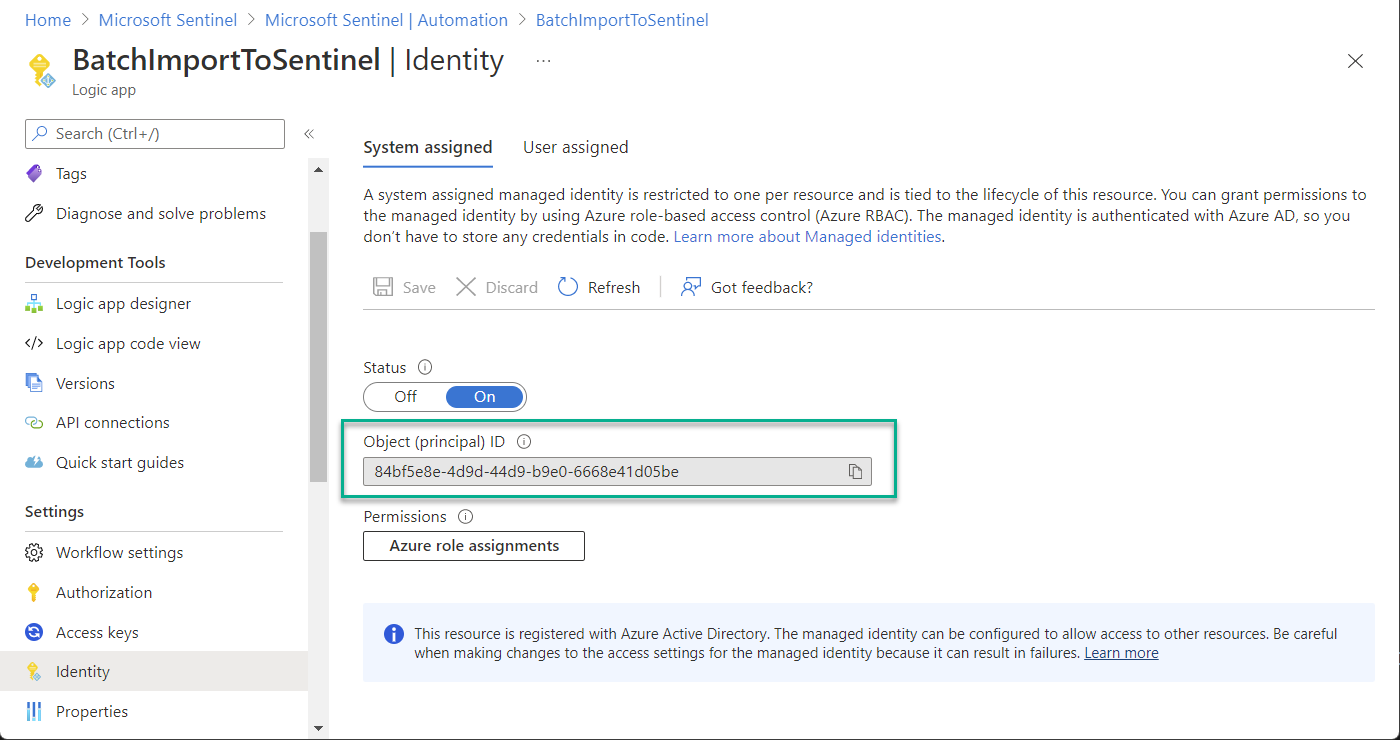 Home > Microsoft Sentinel > Microsoft Sentinel | Automation > BatchImportToSentinel
BatchImportToSentinel | Identity ...
Logic app
Search (Ctrl+/)
«
Tags
Diagnose and solve problems
Development Tools
Logic app designer
Logic app code view
Versions
API connections
Quick start guides
Settings
Workflow settings
Authorization
Access keys
Identity
Properties
System assigned User assigned
A system assigned managed identity is restricted to one per resource and is tied to the lifecycle of this resource. You can grant permissions to
the managed identity by using Azure role-based access control (Azure RBAC). The managed identity is authenticated with Azure AD, so you
don’t have to store any credentials in code. Learn more about Managed identities.
Save Discard Refresh Got feedback?
Status
Off On
Object (principal) ID
84bf5e8e-4d9d-44d9-b9e0-6668e41d05be
Permissions
Azure role assignments
This resource is registered with Azure Active Directory. The managed identity can be configured to allow access to other resources. Be careful
when making changes to the access settings for the managed identity because it can result in failures. Learn more